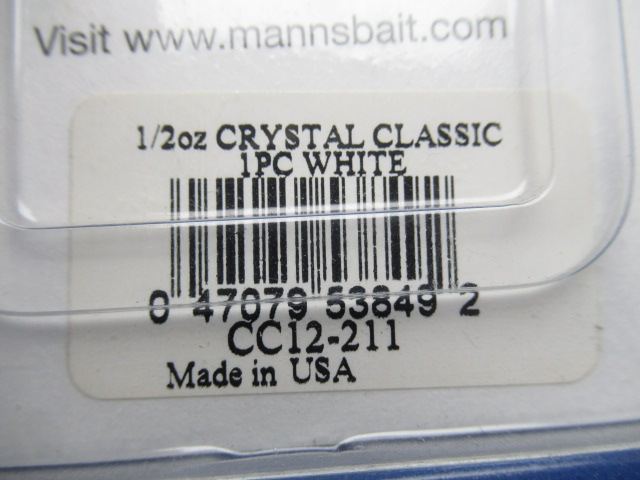 Visit www.mannsbait.com
1/2oz CRYSTAL CLASSIC
1PC WHITE
0 47079 53849 2
CC12-211
Made in USA